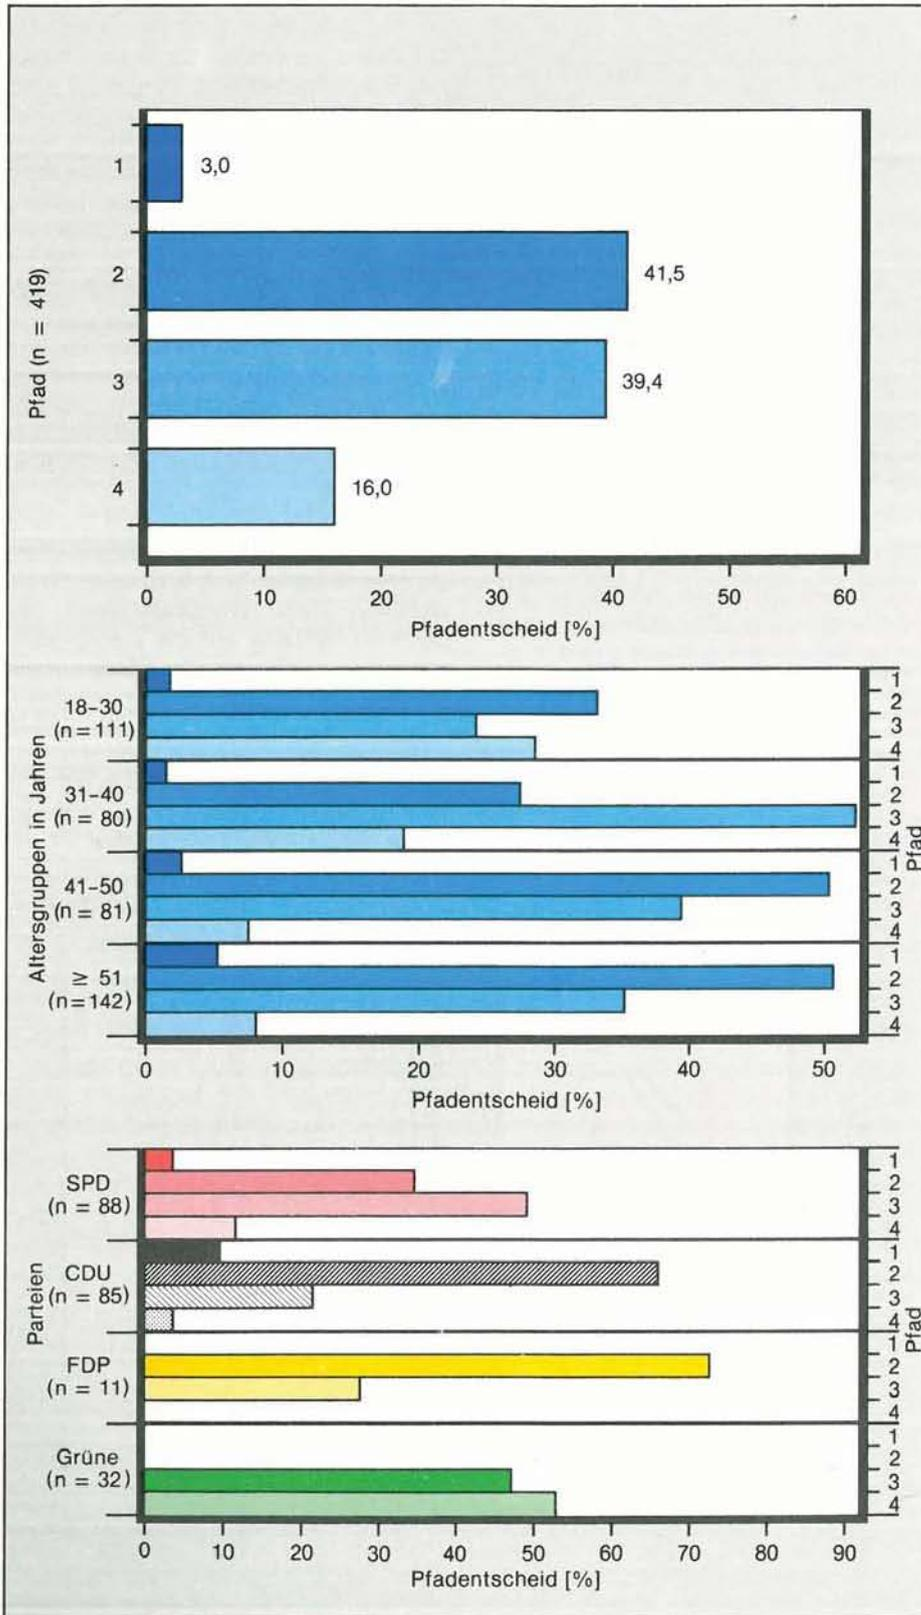 Pfad (n = 419)
1
3,0
2
41,5
3
39,4
4
16,0
0 10 20 30 40 50 60
Pfadentscheid [%]
Altersgruppen in Jahren
18-30
(n=111)
1
2
3
4
31-40
(n = 80)
1
2
3
4
41-50
(n = 81)
1
2
3
4
≥ 51
(n=142)
1
2
3
4
Pfad
0 10 20 30 40 50
Pfadentscheid [%]
Parteien
SPD
(n = 88)
1
2
3
4
CDU
(n = 85)
1
2
3
4
FDP
(n = 11)
1
2
3
4
Grüne
(n = 32)
1
2
3
4
Pfad
0 10 20 30 40 50 60 70 80 90
Pfadentscheid [%]